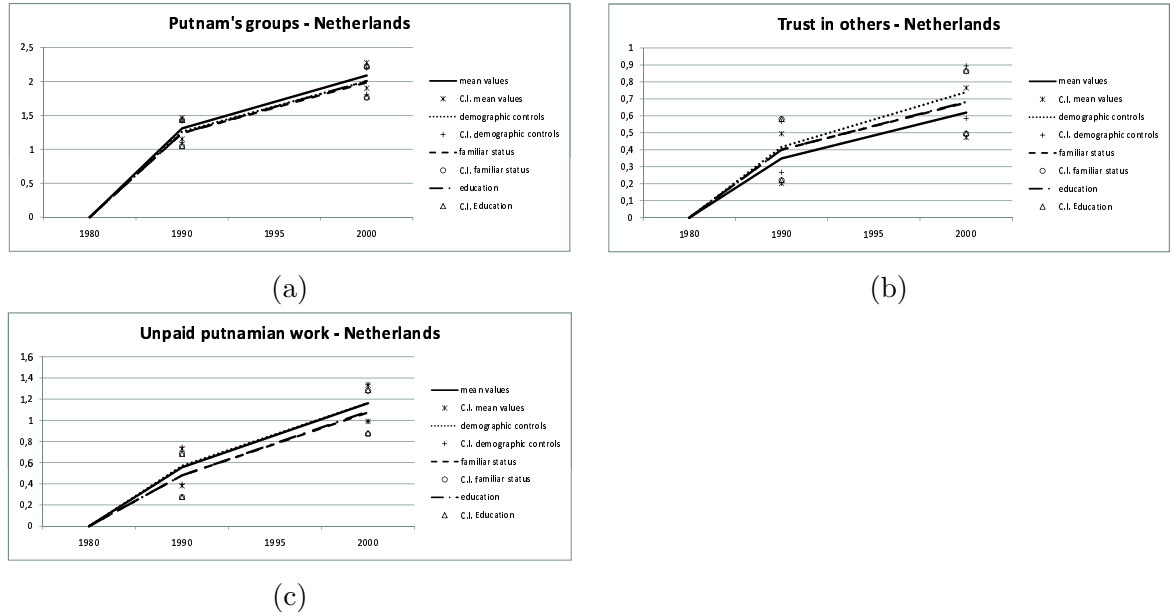 Putnam's groups - Netherlands
2,5
2
1,5
1
0,5
0
1980 1990 1995 2000
mean values
C.I. mean values
demographic controls
C.I. demographic controls
familiar status
C.I. familiar status
education
C.I. Education
(a)
Trust in others - Netherlands
1
0,9
0,8
0,7
0,6
0,5
0,4
0,3
0,2
0,1
0
1980 1990 1995 2000
mean values
C.I. mean values
demographic controls
C.I. demographic controls
familiar status
C.I. familiar status
education
C.I. Education
(b)
Unpaid putnamian work - Netherlands
1,6
1,4
1,2
1
0,8
0,6
0,4
0,2
0
1980 1990 1995 2000
mean values
C.I. mean values
demographic controls
C.I. demographic controls
familiar status
C.I. familiar status
education
C.I. Education
(c)